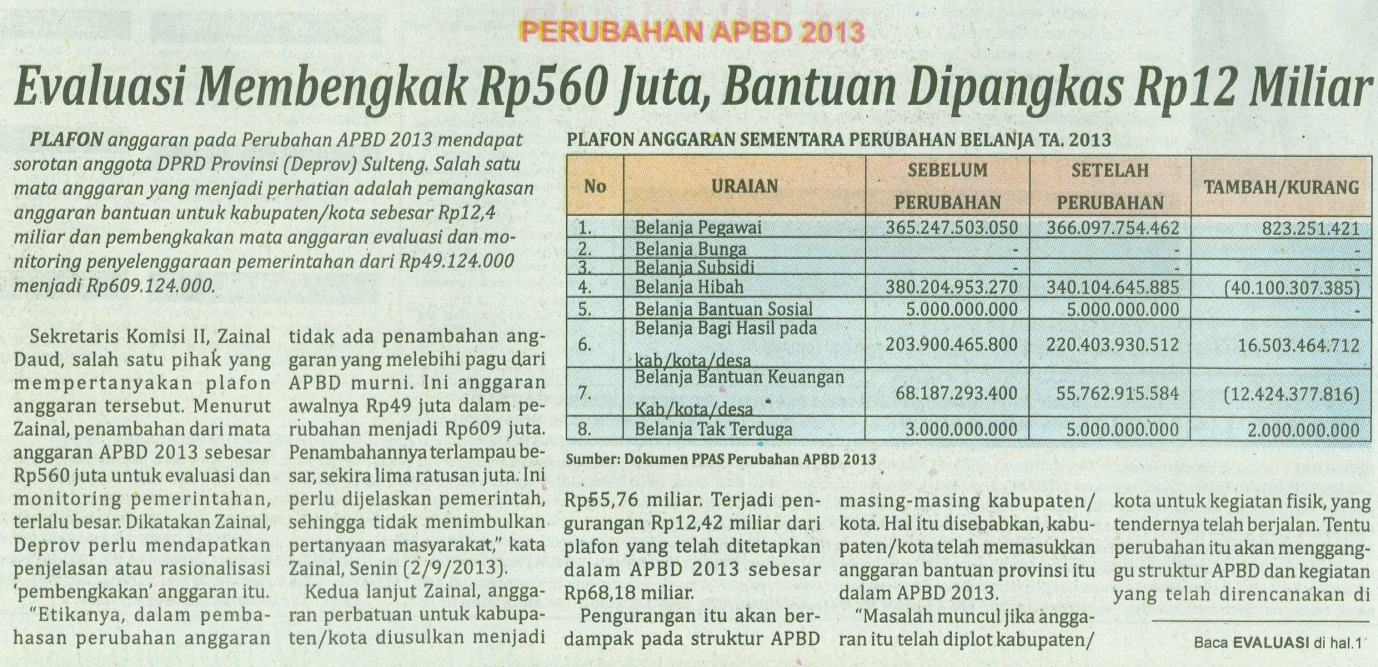 PERUBAHAN APBD 2013
Evaluasi Membengkak Rp560 Juta, Bantuan Dipangkas Rp12 Miliar
PLAFON anggaran pada Perubahan APBD 2013 mendapat
sorotan anggota DPRD Provinsi (Deprov) Sulteng. Salah satu
mata anggaran yang menjadi perhatian adalah pemangkasan
anggaran bantuan untuk kabupaten/kota sebesar Rp12,4
miliar dan pembengkakan mata anggaran evaluasi dan mo-
nitoring penyelenggaraan pemerintahan dari Rp49.124.000
menjadi Rp609.124.000.
Sekretaris Komisi II, Zainal
Daud, salah satu pihak yang
mempertanyakan plafon
anggaran tersebut. Menurut
Zainal, penambahan dari mata
anggaran APBD 2013 sebesar
Rp560 juta untuk evaluasi dan
monitoring pemerintahan,
terlalu besar. Dikatakan Zainal,
Deprov perlu mendapatkan
penjelasan atau rasionalisasi
'pembengkakan' anggaran itu.
"Etikanya, dalam pemba-
hasan perubahan anggaran
tidak ada penambahan ang-
garan yang melebihi pagu dari
APBD murni. Ini anggaran
awalnya Rp49 juta dalam pe-
rubahan menjadi Rp609 juta.
Penambahannya terlampau be-
sar, sekira lima ratusan juta. Ini
perlu dijelaskan pemerintah,
sehingga tidak menimbulkan
pertanyaan masyarakat," kata
Zainal, Senin (2/9/2013).
Kedua lanjut Zainal, angga-
ran perbatuan untuk kabupa-
ten/kota diusulkan menjadi
PLAFON ANGGARAN SEMENTARA PERUBAHAN BELANJA TA. 2013
No URAIAN SEBELUM PERUBAHAN SETELAH PERUBAHAN TAMBAH/KURANG
1. Belanja Pegawai 365.247.503.050 366.097.754.462 823.251.421
2. Belanja Bunga - - -
3. Belanja Subsidi - - -
4. Belanja Hibah 380.204.953.270 340.104.645.885 (40.100.307.385)
5. Belanja Bantuan Sosial 5.000.000.000 5.000.000.000 -
6. Belanja Bagi Hasil pada kab/kota/desa 203.900.465.800 220.403.930.512 16.503.464.712
7. Belanja Bantuan Keuangan Kab/kota/desa 68.187.293.400 55.762.915.584 (12.424.377.816)
8. Belanja Tak Terduga 3.000.000.000 5.000.000.000 2.000.000.000
Sumber: Dokumen PPAS Perubahan APBD 2013
Rp55,76 miliar. Terjadi pen-
gurangan Rp12,42 miliar dari
plafon yang telah ditetapkan
dalam APBD 2013 sebesar
Rp68,18 miliar.
Pengurangan itu akan ber-
dampak pada struktur APBD
masing-masing kabupaten/
kota. Hal itu disebabkan, kabu-
paten/kota telah memasukkan
anggaran bantuan provinsi itu
dalam APBD 2013.
"Masalah muncul jika angga-
ran itu telah diplot kabupaten/
kota untuk kegiatan fisik, yang
tendernya telah berjalan. Tentu
perubahan itu akan menggang-
gu struktur APBD dan kegiatan
yang telah direncanakan di
Baca EVALUASI di hal.1